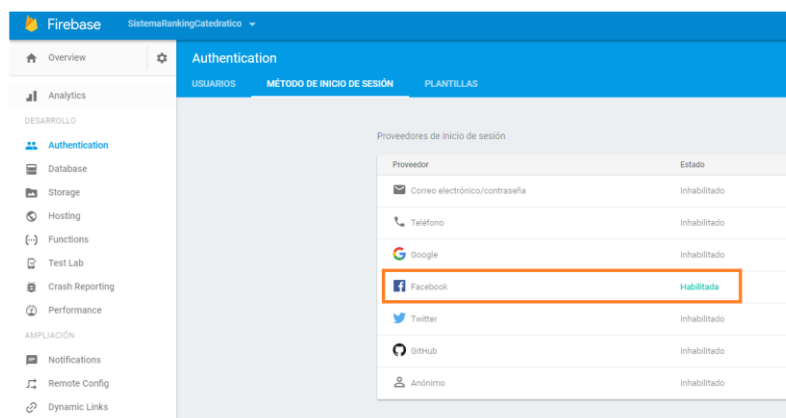 Firebase SistemaRankingCatedratico
Overview
Analytics
DESARROLLO
Authentication
Database
Storage
Hosting
Functions
Test Lab
Crash Reporting
Performance
AMPLIACIÓN
Notifications
Remote Config
Dynamic Links
Authentication
USUARIOS MÉTODO DE INICIO DE SESIÓN PLANTILLAS
Proveedores de inicio de sesión
Proveedor Estado
Correo electrónico/contraseña Inhabilitado
Teléfono Inhabilitado
Google Inhabilitado
Facebook Habilitada
Twitter Inhabilitado
GitHub Inhabilitado
Anónimo Inhabilitado